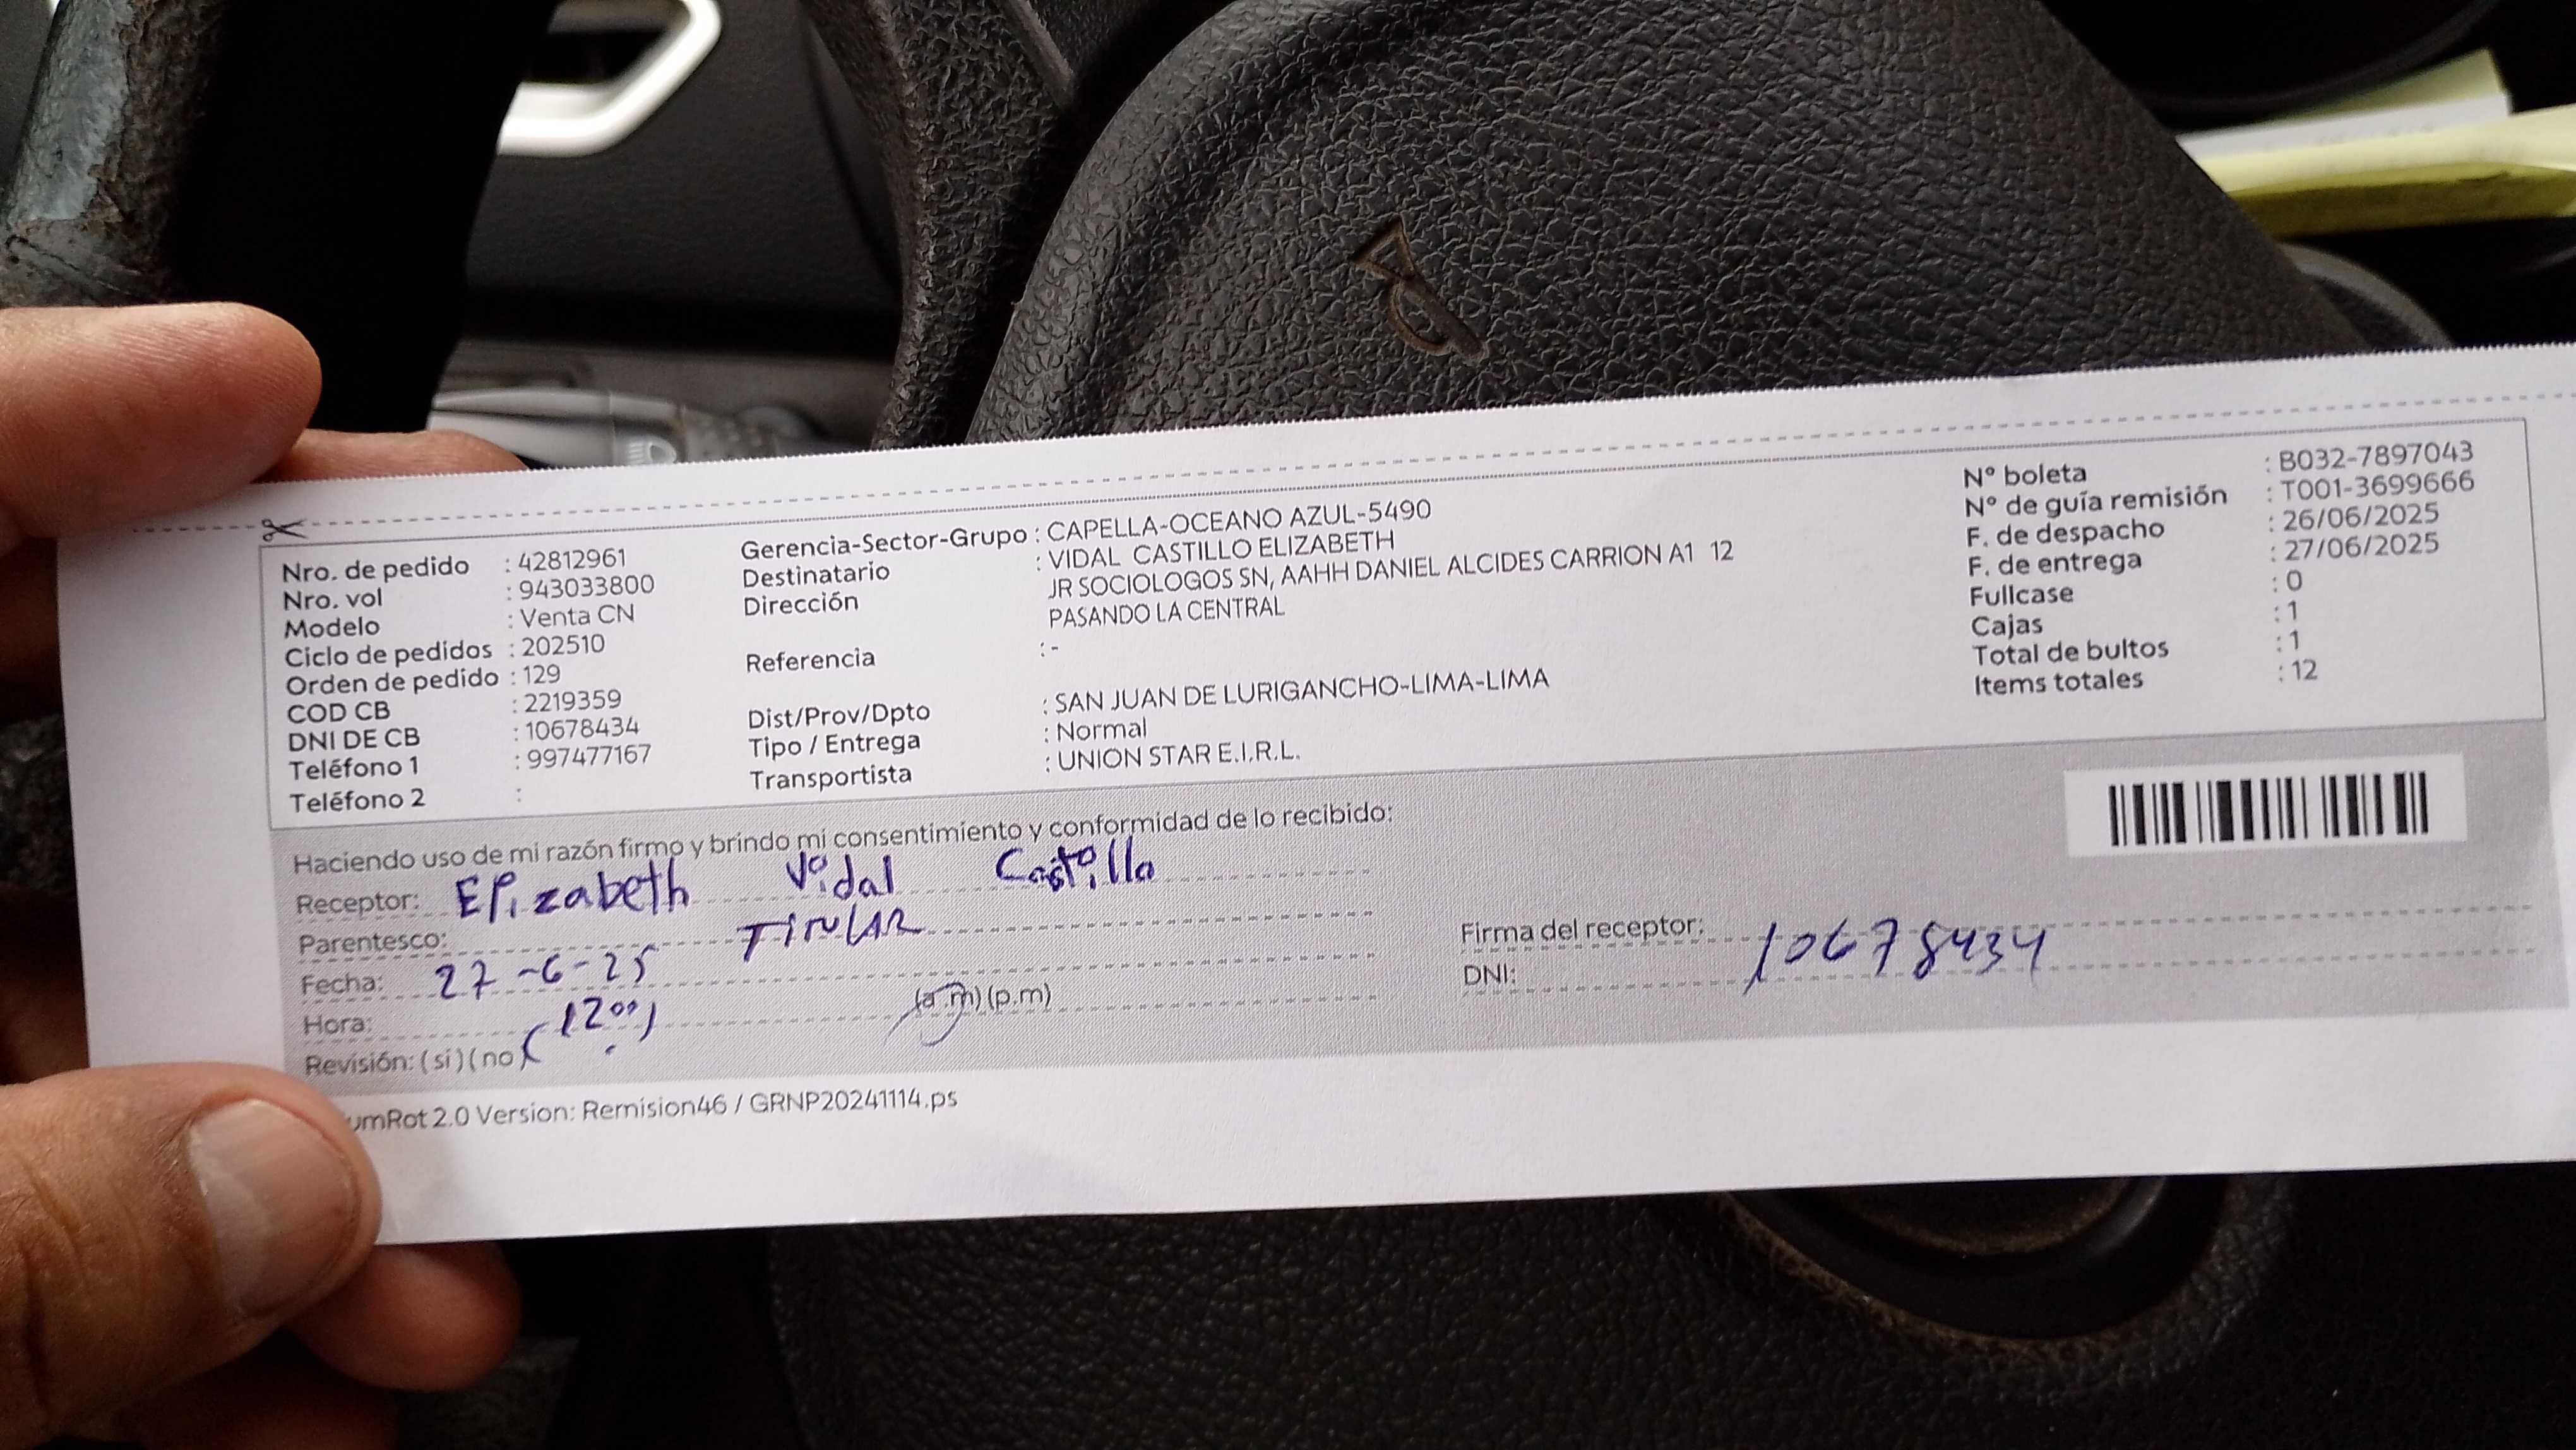 Nro. de pedido : 42812961
Nro. vol : 943033800
Modelo : Venta CN
Ciclo de pedidos : 202510
Orden de pedido : 129
COD CB : 2219359
DNI DE CB : 10678434
Teléfono 1 : 997477167
Teléfono 2 :
Gerencia-Sector-Grupo : CAPELLA-OCEANO AZUL-5490
Destinatario : VIDAL CASTILLO ELIZABETH
Dirección JR SOCIOLOGOS SN, AAHH DANIEL ALCIDES CARRION A1 12
PASANDO LA CENTRAL
Referencia : -
Dist/Prov/Dpto : SAN JUAN DE LURIGANCHO-LIMA-LIMA
Tipo / Entrega : Normal
Transportista : UNION STAR E.I.R.L.
Nº boleta : B032-7897043
Nº de guía remisión : T001-3699666
F. de despacho : 26/06/2025
F. de entrega : 27/06/2025
Fullcase : 0
Cajas : 1
Total de bultos : 1
Items totales : 12
Haciendo uso de mi razón firmo y brindo mi consentimiento y conformidad de lo recibido:
Receptor: Elizabeth Vidal Castillo
Parentesco: TITULAR
Fecha: 27-6-25
Hora: (1200) (a.m)(p.m)
Revisión: (si)(no)
Firma del receptor:
DNI: 10678434
umRot 2.0 Version: Remision46 / GRNP20241114.ps